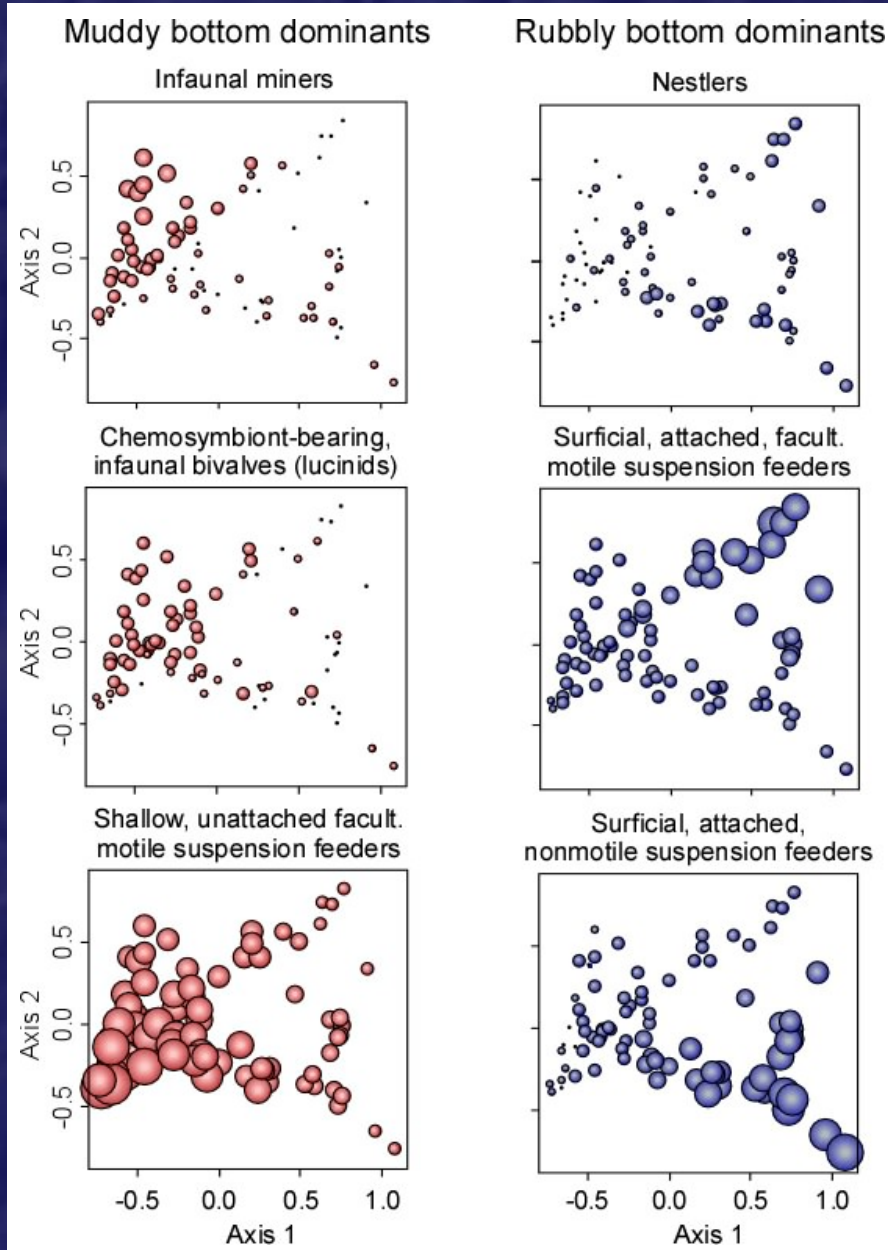 Muddy bottom dominants
Rubbly bottom dominants
Infaunal miners
Nestlers
0.5
0.0
-0.5
Axis 2
Chemosymbiont-bearing,
infaunal bivalves (lucinids)
Surficial, attached, facult.
motile suspension feeders
0.5
0.0
-0.5
Axis 2
Shallow, unattached facult.
motile suspension feeders
Surficial, attached,
nonmotile suspension feeders
0.5
0.0
-0.5
Axis 2
-0.5 0.0 0.5 1.0
Axis 1
-0.5 0.0 0.5 1.0
Axis 1